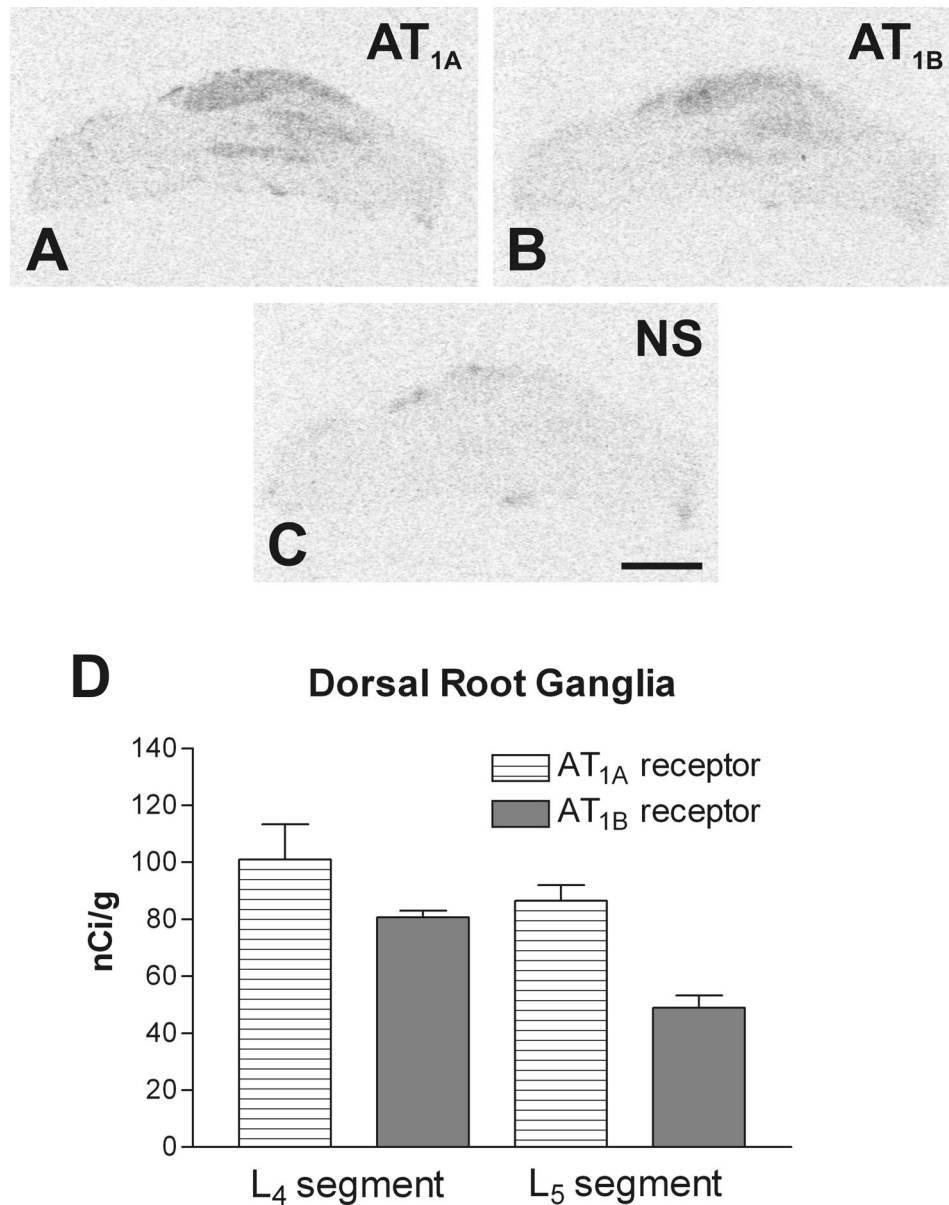 AT1A
A
AT1B
B
NS
C
D
Dorsal Root Ganglia
AT1A receptor
AT1B receptor
nCi/g
140
120
100
80
60
40
20
0
L4 segment
L5 segment